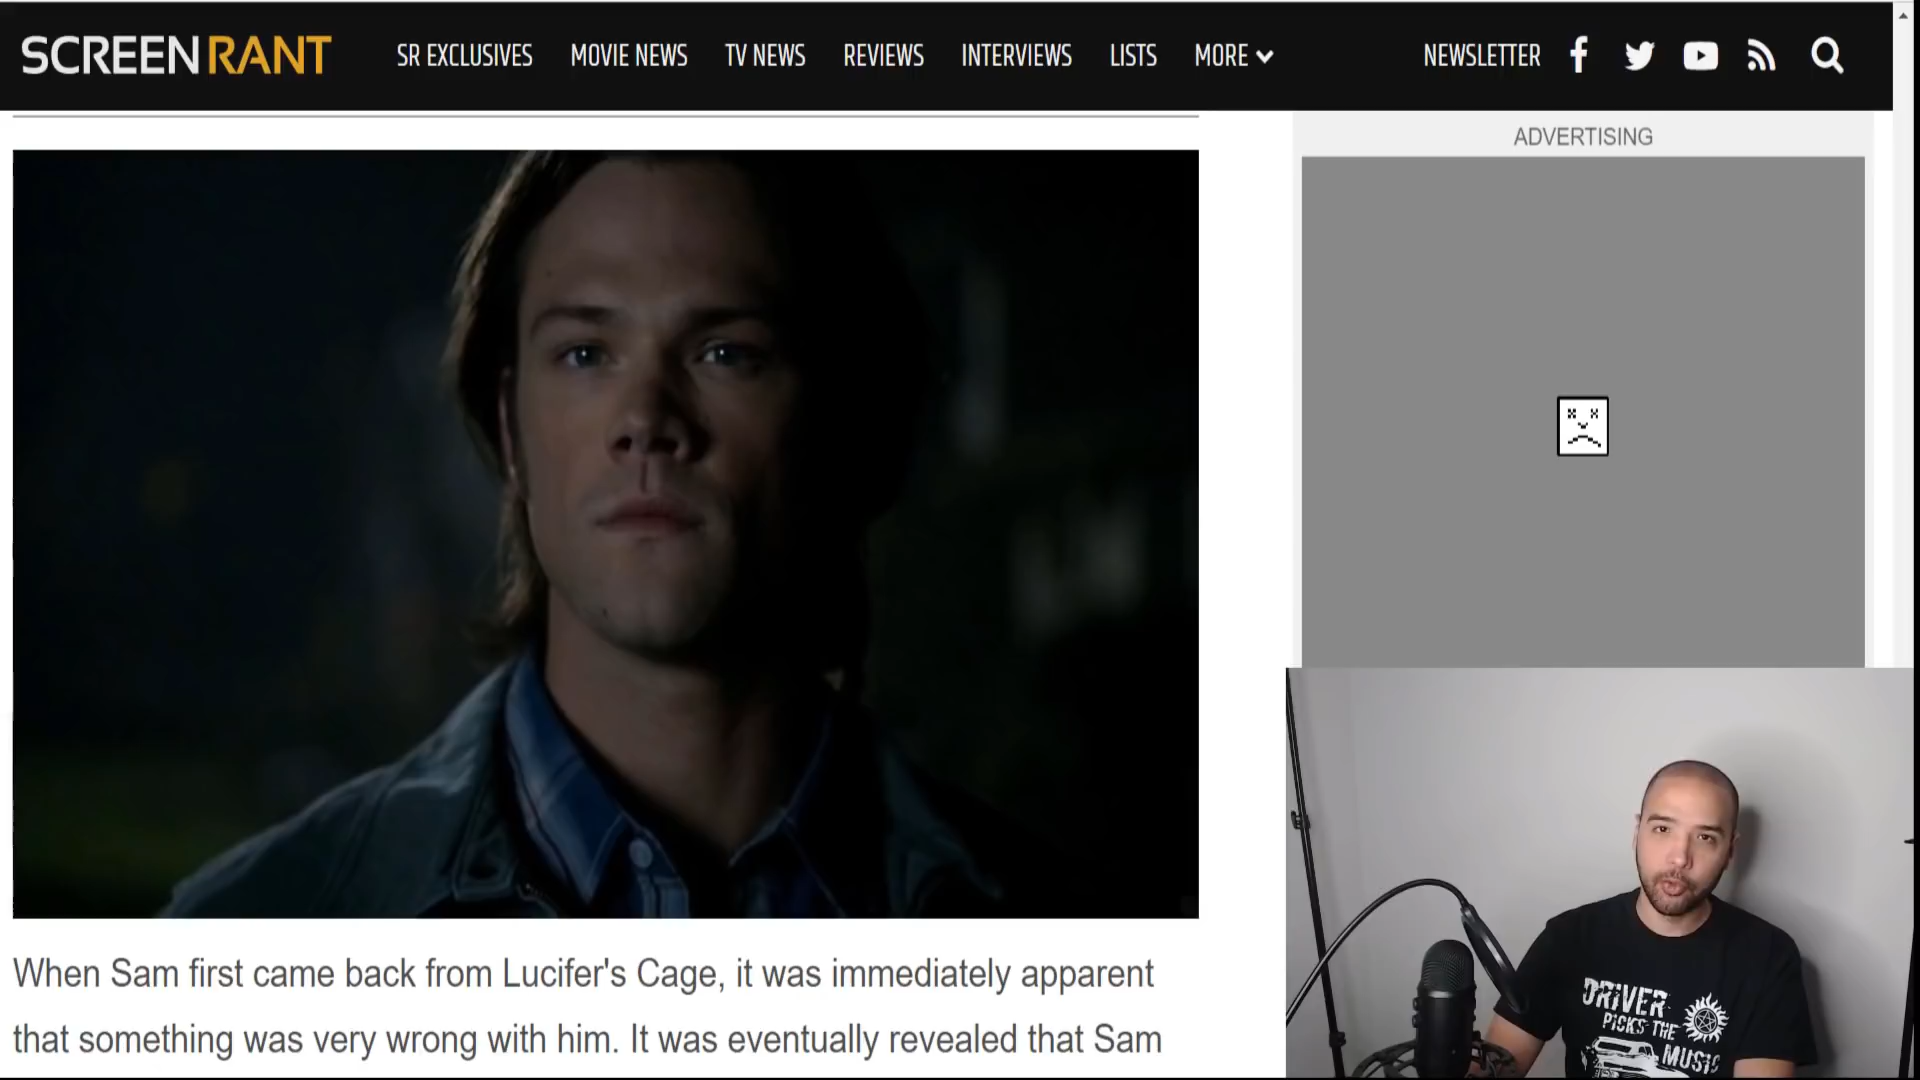 SCREENRANT SR EXCLUSIVES MOVIE NEWS TV NEWS REVIEWS INTERVIEWS LISTS MORE NEWSLETTER
ADVERTISING
When Sam first came back from Lucifer's Cage, it was immediately apparent
that something was very wrong with him. It was eventually revealed that Sam
DRIVER
PICKS THE
MUSIC